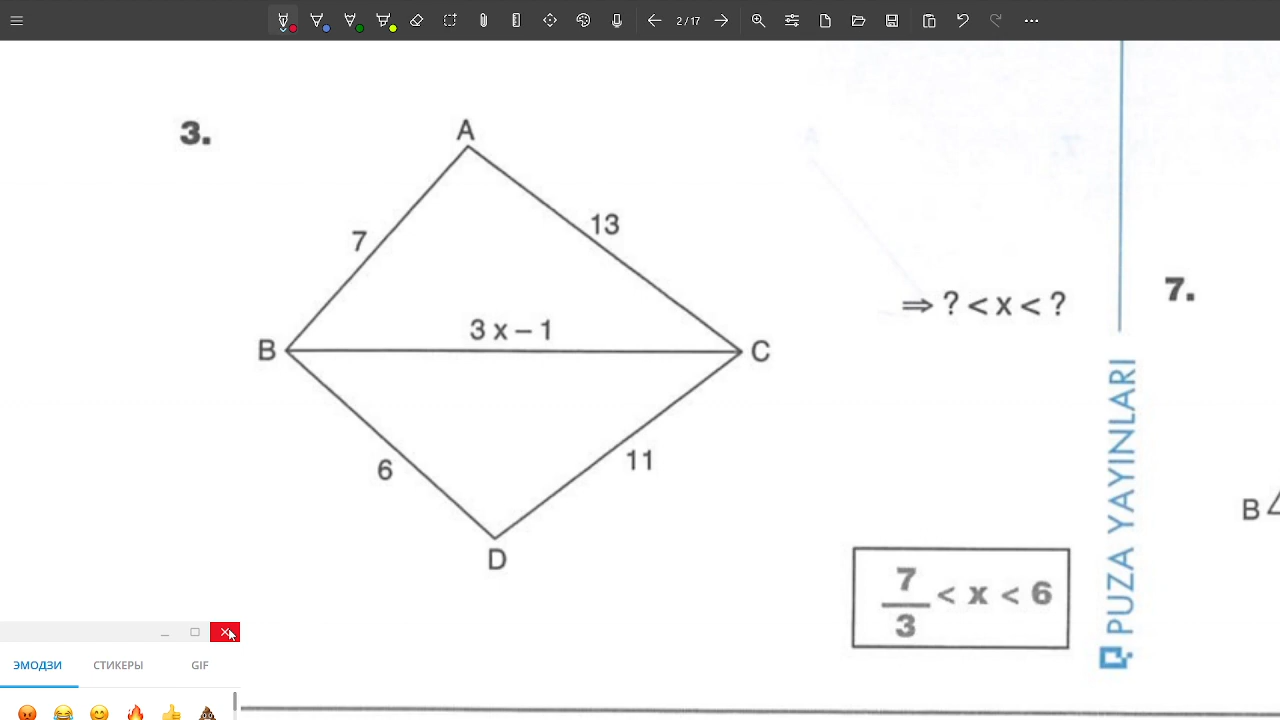 2/17
3.
A
7
13
⇒ ? < x < ?
7.
B
3 x – 1
C
6
11
D
B
7/3 < x < 6
PUZA YAYINLARI
ЭМОДЗИ
СТИКЕРЫ
GIF